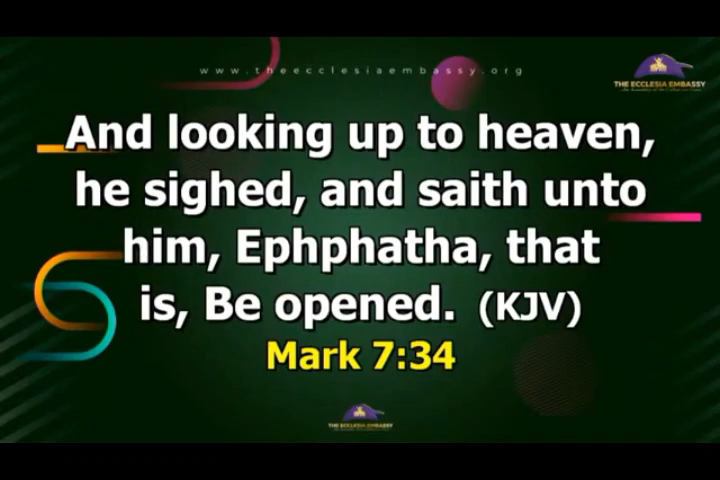 www.theecclesiaembassy.org
THE ECCLESIA EMBASSY
And looking up to heaven,
he sighed, and saith unto
him, Ephphatha, that
is, Be opened. (KJV)
Mark 7:34
THE ECCLESIA EMBASSY